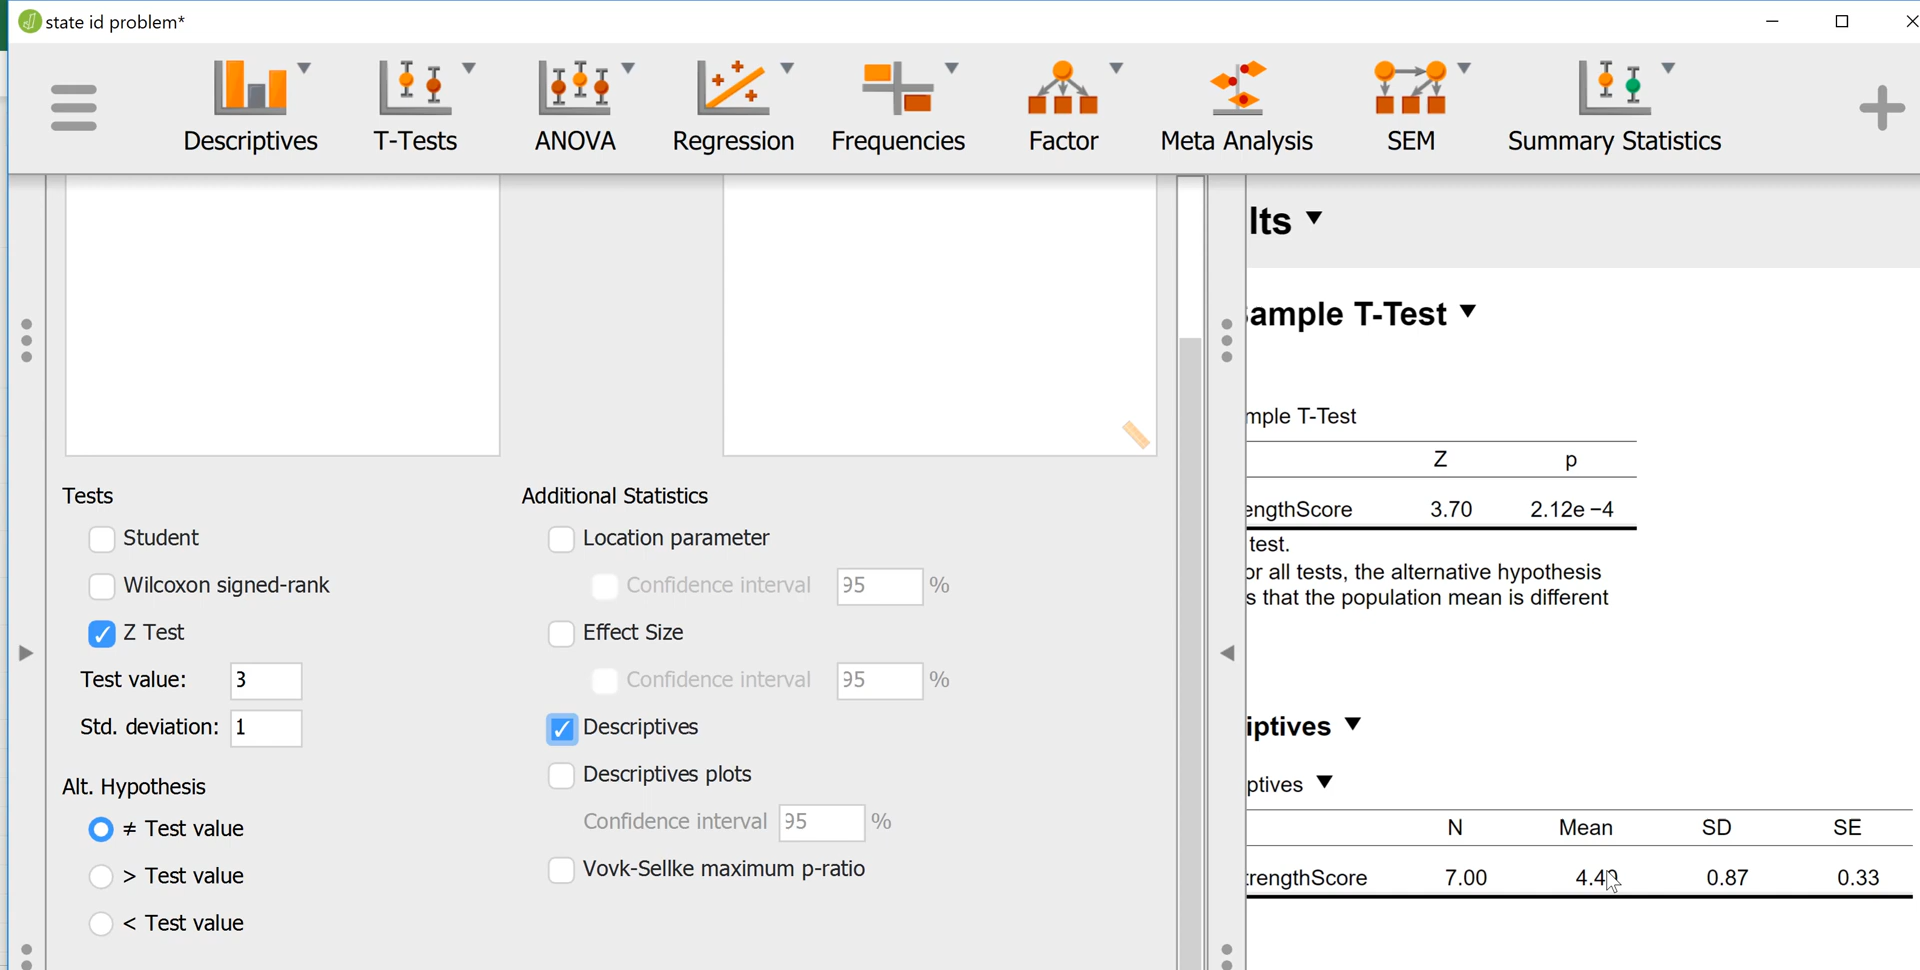 state id problem*
Descriptives T-Tests ANOVA Regression Frequencies Factor Meta Analysis SEM Summary Statistics
Tests
Student
Wilcoxon signed-rank
Z Test
Test value: 3
Std. deviation: 1
Alt. Hypothesis
≠ Test value
> Test value
< Test value
Additional Statistics
Location parameter
Confidence interval 95 %
Effect Size
Confidence interval 95 %
Descriptives
Descriptives plots
Confidence interval 95 %
Vovk-Sellke maximum p-ratio
lts
ample T-Test
mple T-Test
Z p
engthScore 3.70 2.12e −4
test.
or all tests, the alternative hypothesis
s that the population mean is different
iptives
ptives
N Mean SD SE
trengthScore 7.00 0.87 0.33